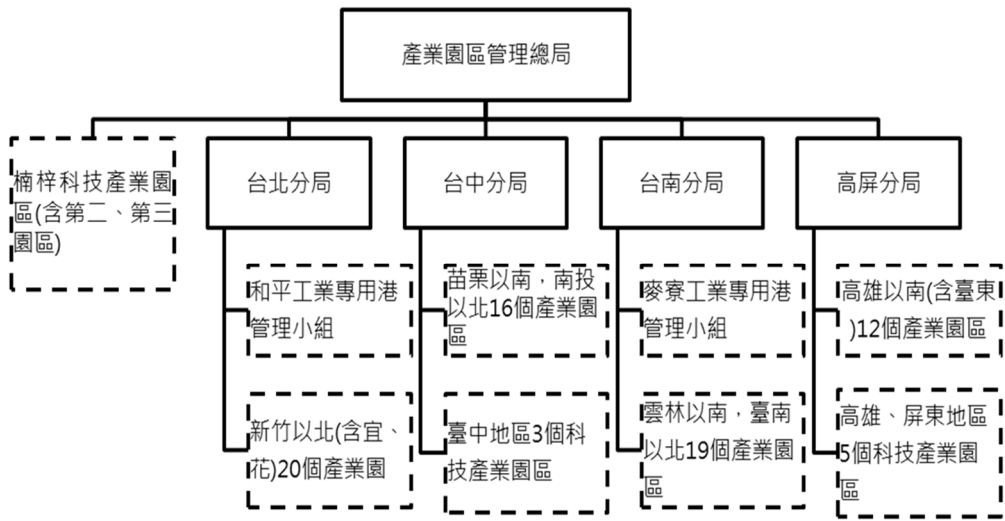 產業園區管理總局
楠梓科技產業園
區(含第二、第三
園區)
台北分局
台中分局
台南分局
高屏分局
和平工業專用港
管理小組
苗栗以南，南投
以北16個產業園
區
麥寮工業專用港
管理小組
高雄以南(含臺東
)12個產業園區
新竹以北(含宜、
花)20個產業園
臺中地區3個科
技產業園區
雲林以南，臺南
以北19個產業園
區
高雄、屏東地區
5個科技產業園
區